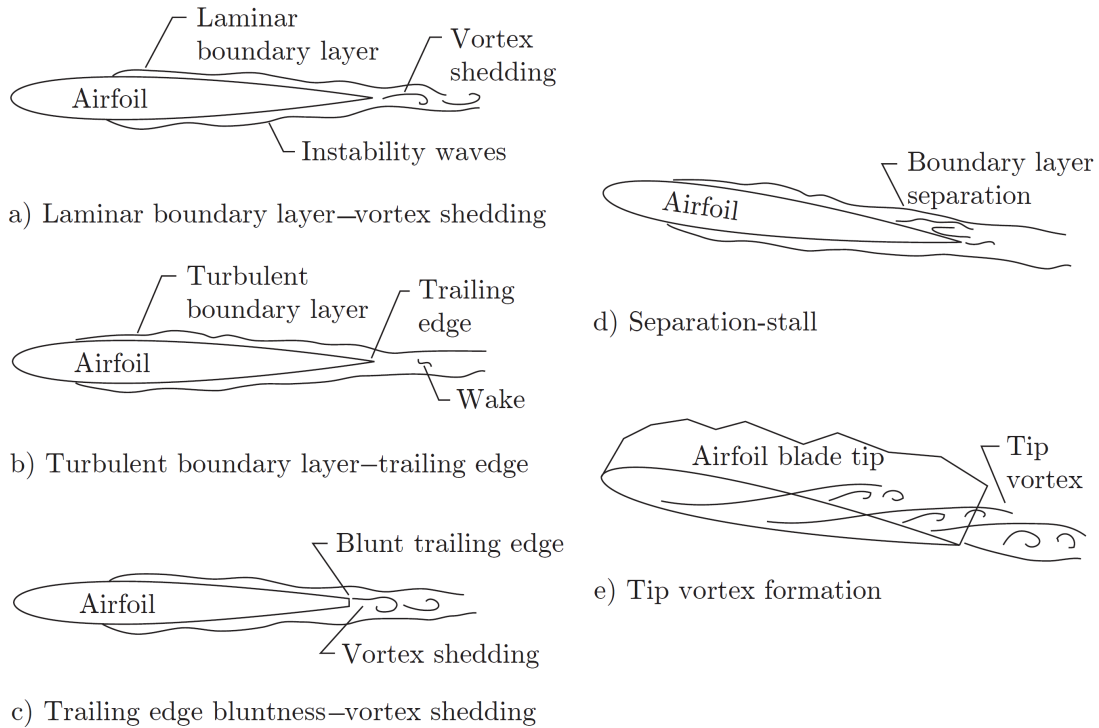 Laminar
boundary layer
Vortex
shedding
Airfoil
Instability waves
a) Laminar boundary layer–vortex shedding
Turbulent
boundary layer
Trailing
edge
Airfoil
Wake
b) Turbulent boundary layer–trailing edge
Blunt trailing edge
Airfoil
Vortex shedding
c) Trailing edge bluntness–vortex shedding
Boundary layer
separation
Airfoil
d) Separation-stall
Airfoil blade tip
Tip
vortex
e) Tip vortex formation